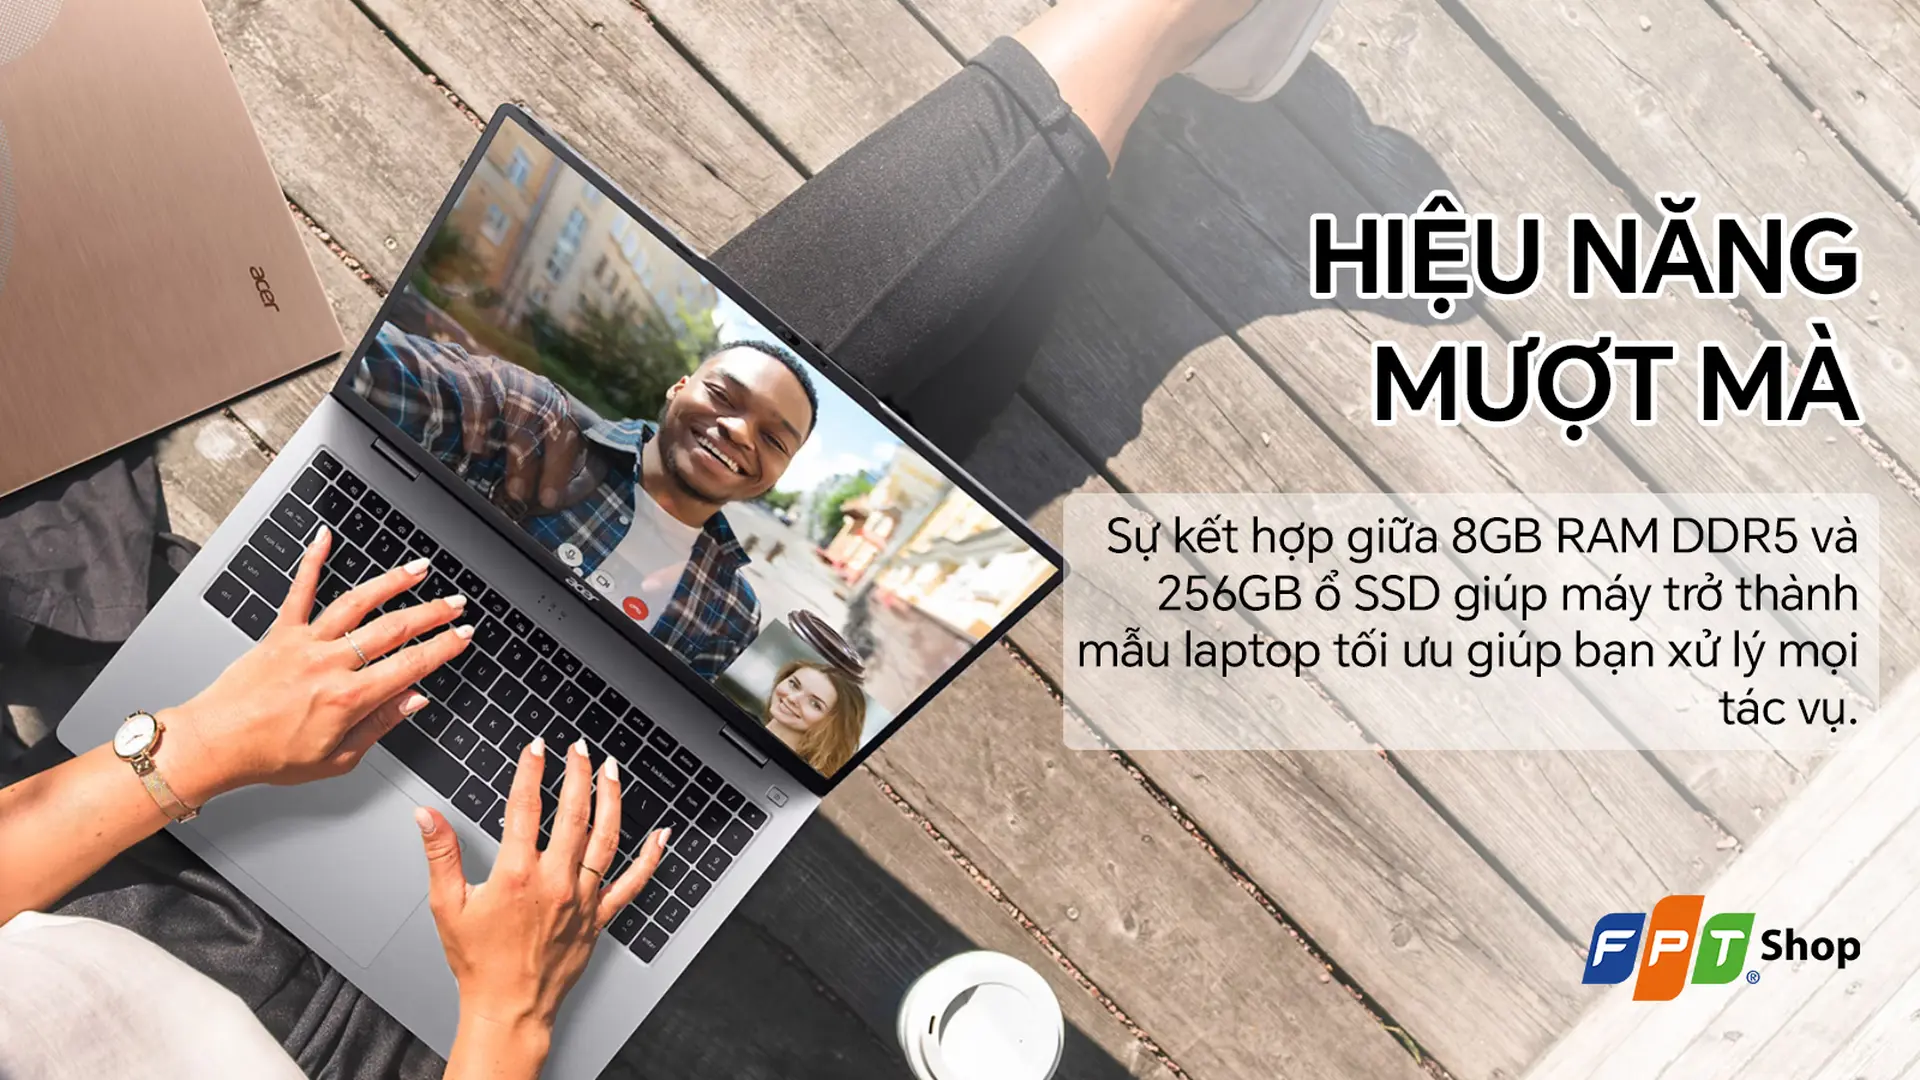 HIỆU NĂNG
MƯỢT MÀ
Sự kết hợp giữa 8GB RAM DDR5 và
256GB ổ SSD giúp máy trở thành
mẫu laptop tối ưu giúp bạn xử lý mọi
tác vụ.
acer
acer
FPT® Shop